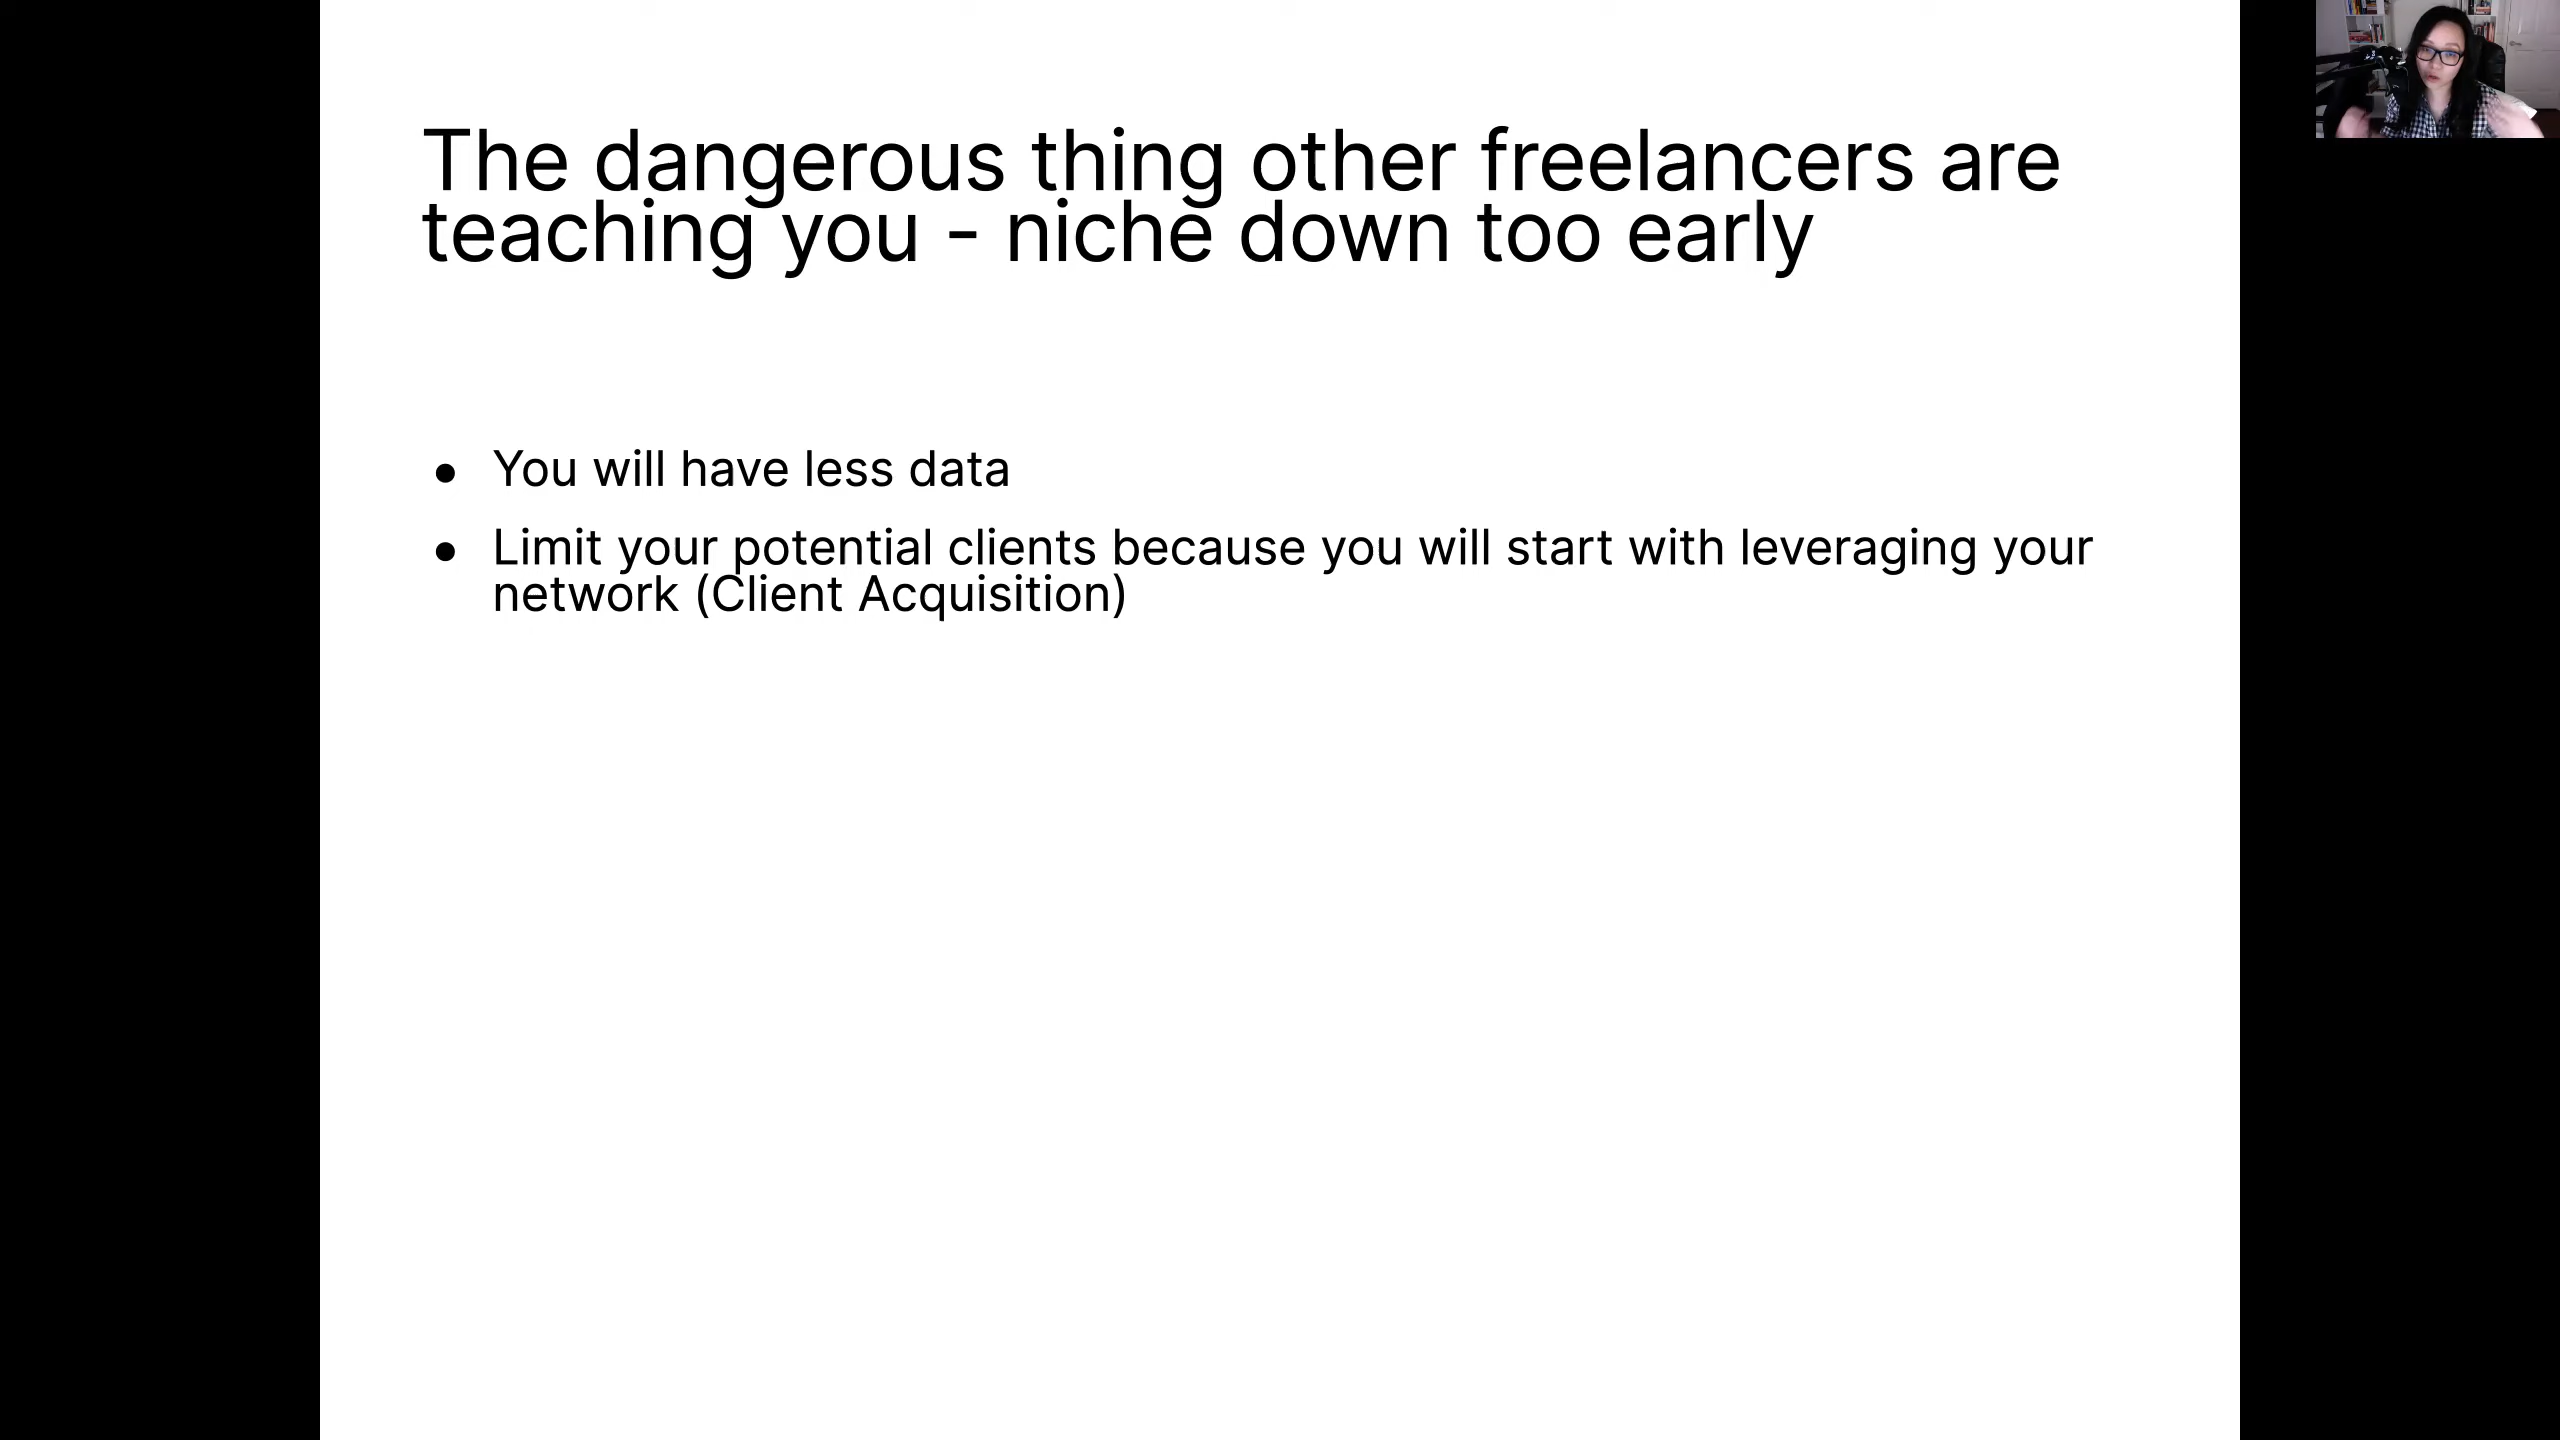 The dangerous thing other freelancers are
teaching you - niche down too early
● You will have less data
● Limit your potential clients because you will start with leveraging your
network (Client Acquisition)